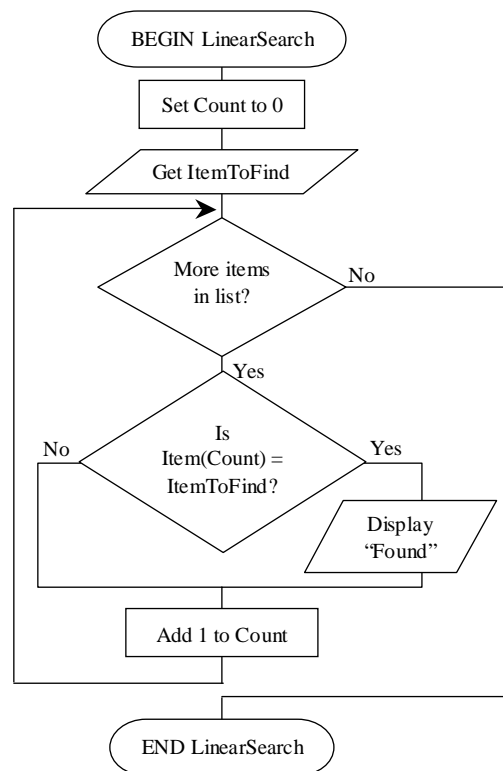 BEGIN LinearSearch
Set Count to 0
Get ItemToFind
More items
in list?
No
Yes
Is
Item(Count) =
ItemToFind?
No
Yes
Display
“Found”
Add 1 to Count
END LinearSearch